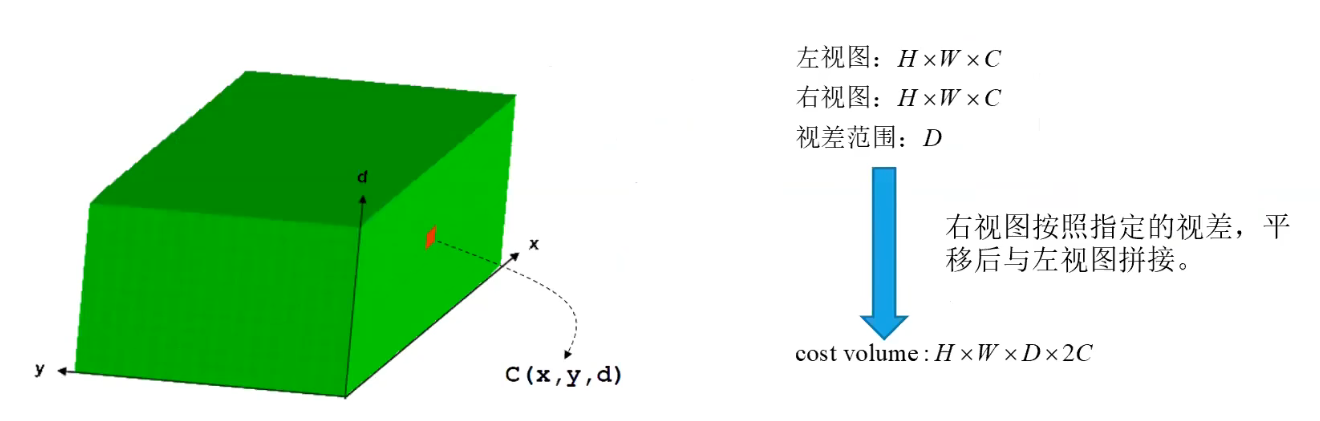 d
x
y
C(x,y,d)
左视图：H×W×C
右视图：H×W×C
视差范围：D
右视图按照指定的视差，平
移后与左视图拼接。
cost volume:H×W×D×2C